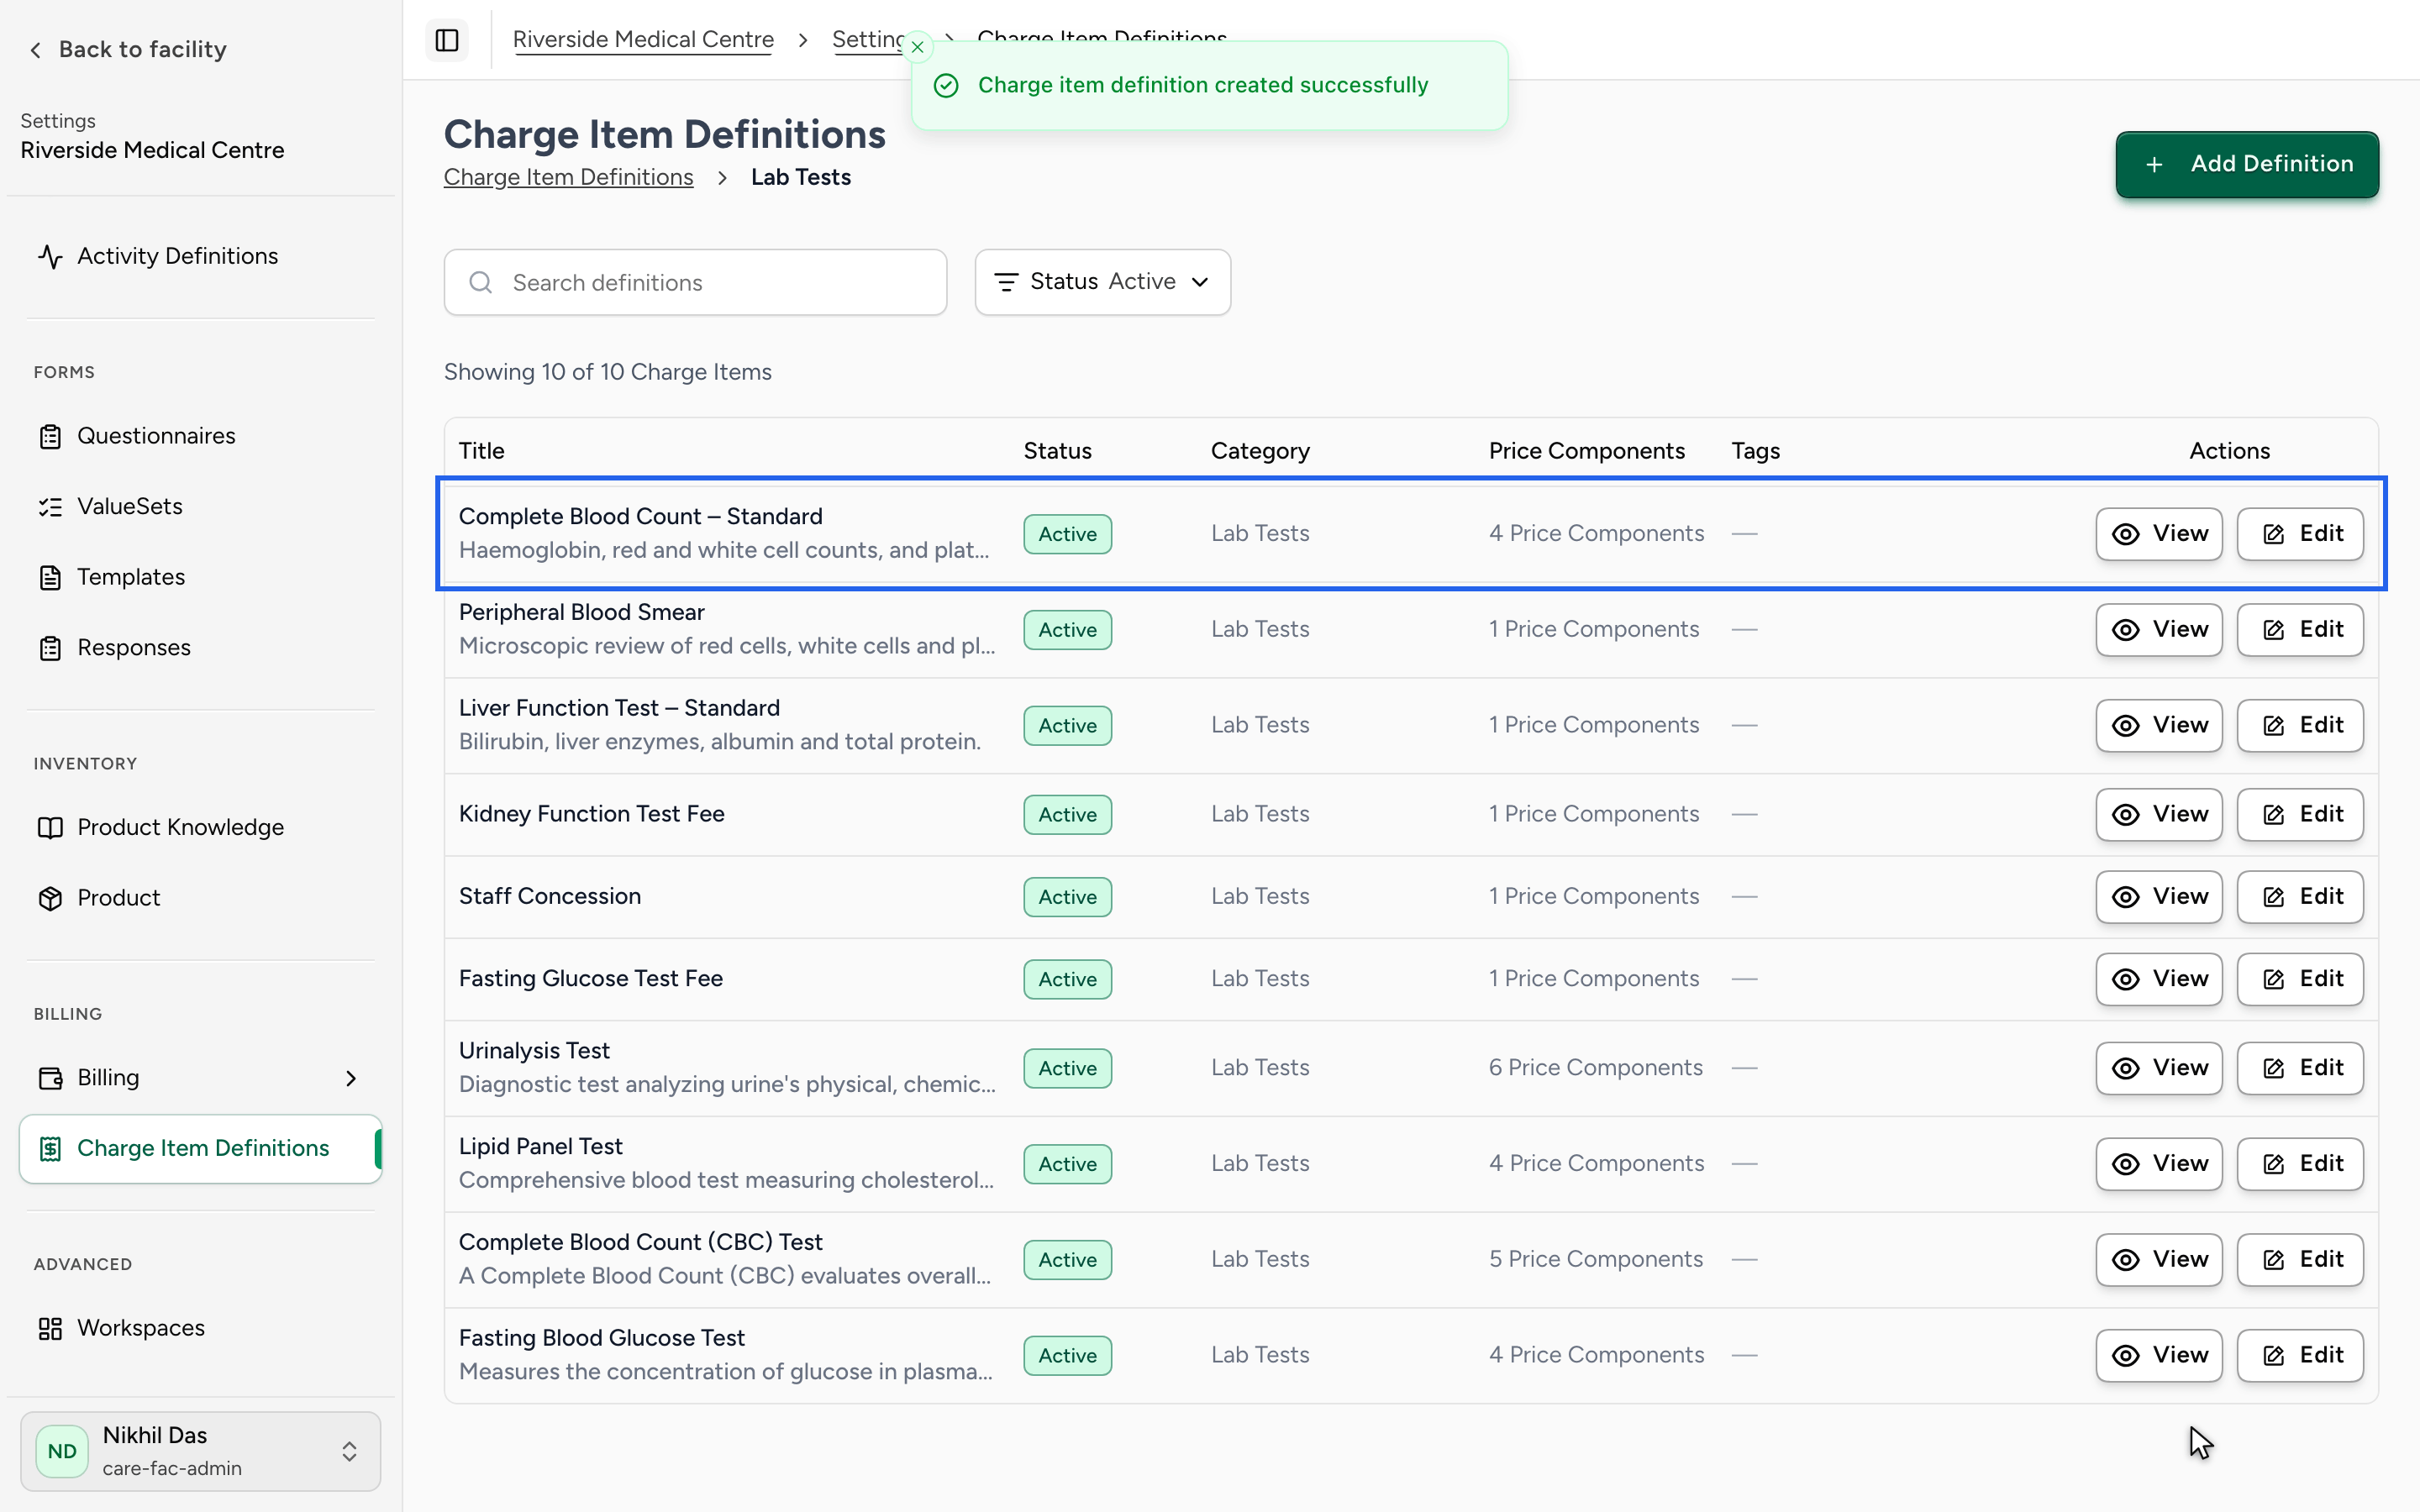 Back to facility
Settings
Riverside Medical Centre
Activity Definitions
FORMS
Questionnaires
ValueSets
Templates
Responses
INVENTORY
Product Knowledge
Product
BILLING
Billing
Charge Item Definitions
ADVANCED
Workspaces
ND
Nikhil Das
care-fac-admin
Riverside Medical Centre > Setting > Charge Item Definitions
Charge item definition created successfully
Charge Item Definitions
Charge Item Definitions > Lab Tests
+ Add Definition
Search definitions
Status Active
Showing 10 of 10 Charge Items
Title Status Category Price Components Tags Actions
Complete Blood Count – Standard
Haemoglobin, red and white cell counts, and plat...
Active Lab Tests 4 Price Components — View Edit
Peripheral Blood Smear
Microscopic review of red cells, white cells and pl...
Active Lab Tests 1 Price Components — View Edit
Liver Function Test – Standard
Bilirubin, liver enzymes, albumin and total protein.
Active Lab Tests 1 Price Components — View Edit
Kidney Function Test Fee Active Lab Tests 1 Price Components — View Edit
Staff Concession Active Lab Tests 1 Price Components — View Edit
Fasting Glucose Test Fee Active Lab Tests 1 Price Components — View Edit
Urinalysis Test
Diagnostic test analyzing urine's physical, chemic...
Active Lab Tests 6 Price Components — View Edit
Lipid Panel Test
Comprehensive blood test measuring cholesterol...
Active Lab Tests 4 Price Components — View Edit
Complete Blood Count (CBC) Test
A Complete Blood Count (CBC) evaluates overall...
Active Lab Tests 5 Price Components — View Edit
Fasting Blood Glucose Test
Measures the concentration of glucose in plasma...
Active Lab Tests 4 Price Components — View Edit